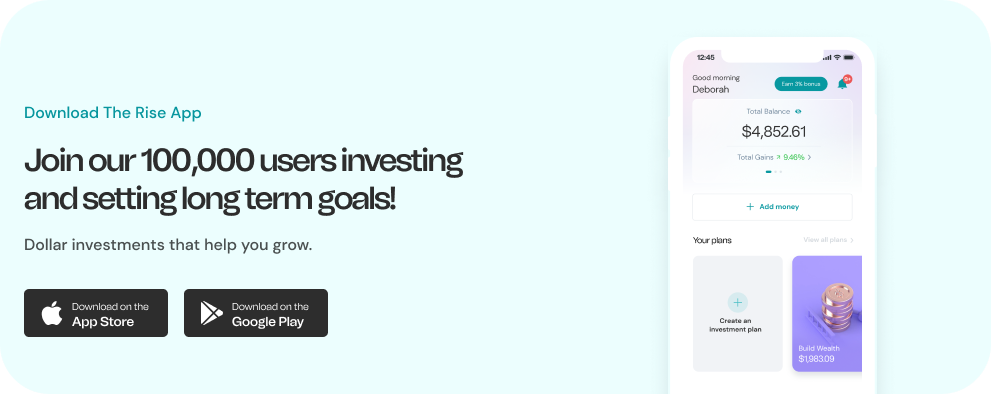 Download The Rise App
Join our 100,000 users investing
and setting long term goals!
Dollar investments that help you grow.
Download on the
App Store
Download on the
Google Play
12:45
Good morning
Deborah
Earn 3% bonus
9+
Total Balance
$4,852.61
Total Gains 9.46%
Add money
Your plans
View all plans
Create an
investment plan
Build Wealth
$1,983.09